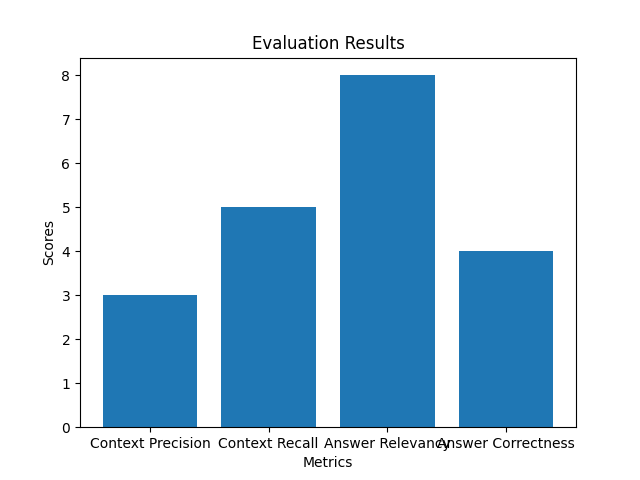 Evaluation Results
8
7
6
5
4
3
2
1
0
Scores
Context Precision Context Recall Answer Relevancy Answer Correctness
Metrics